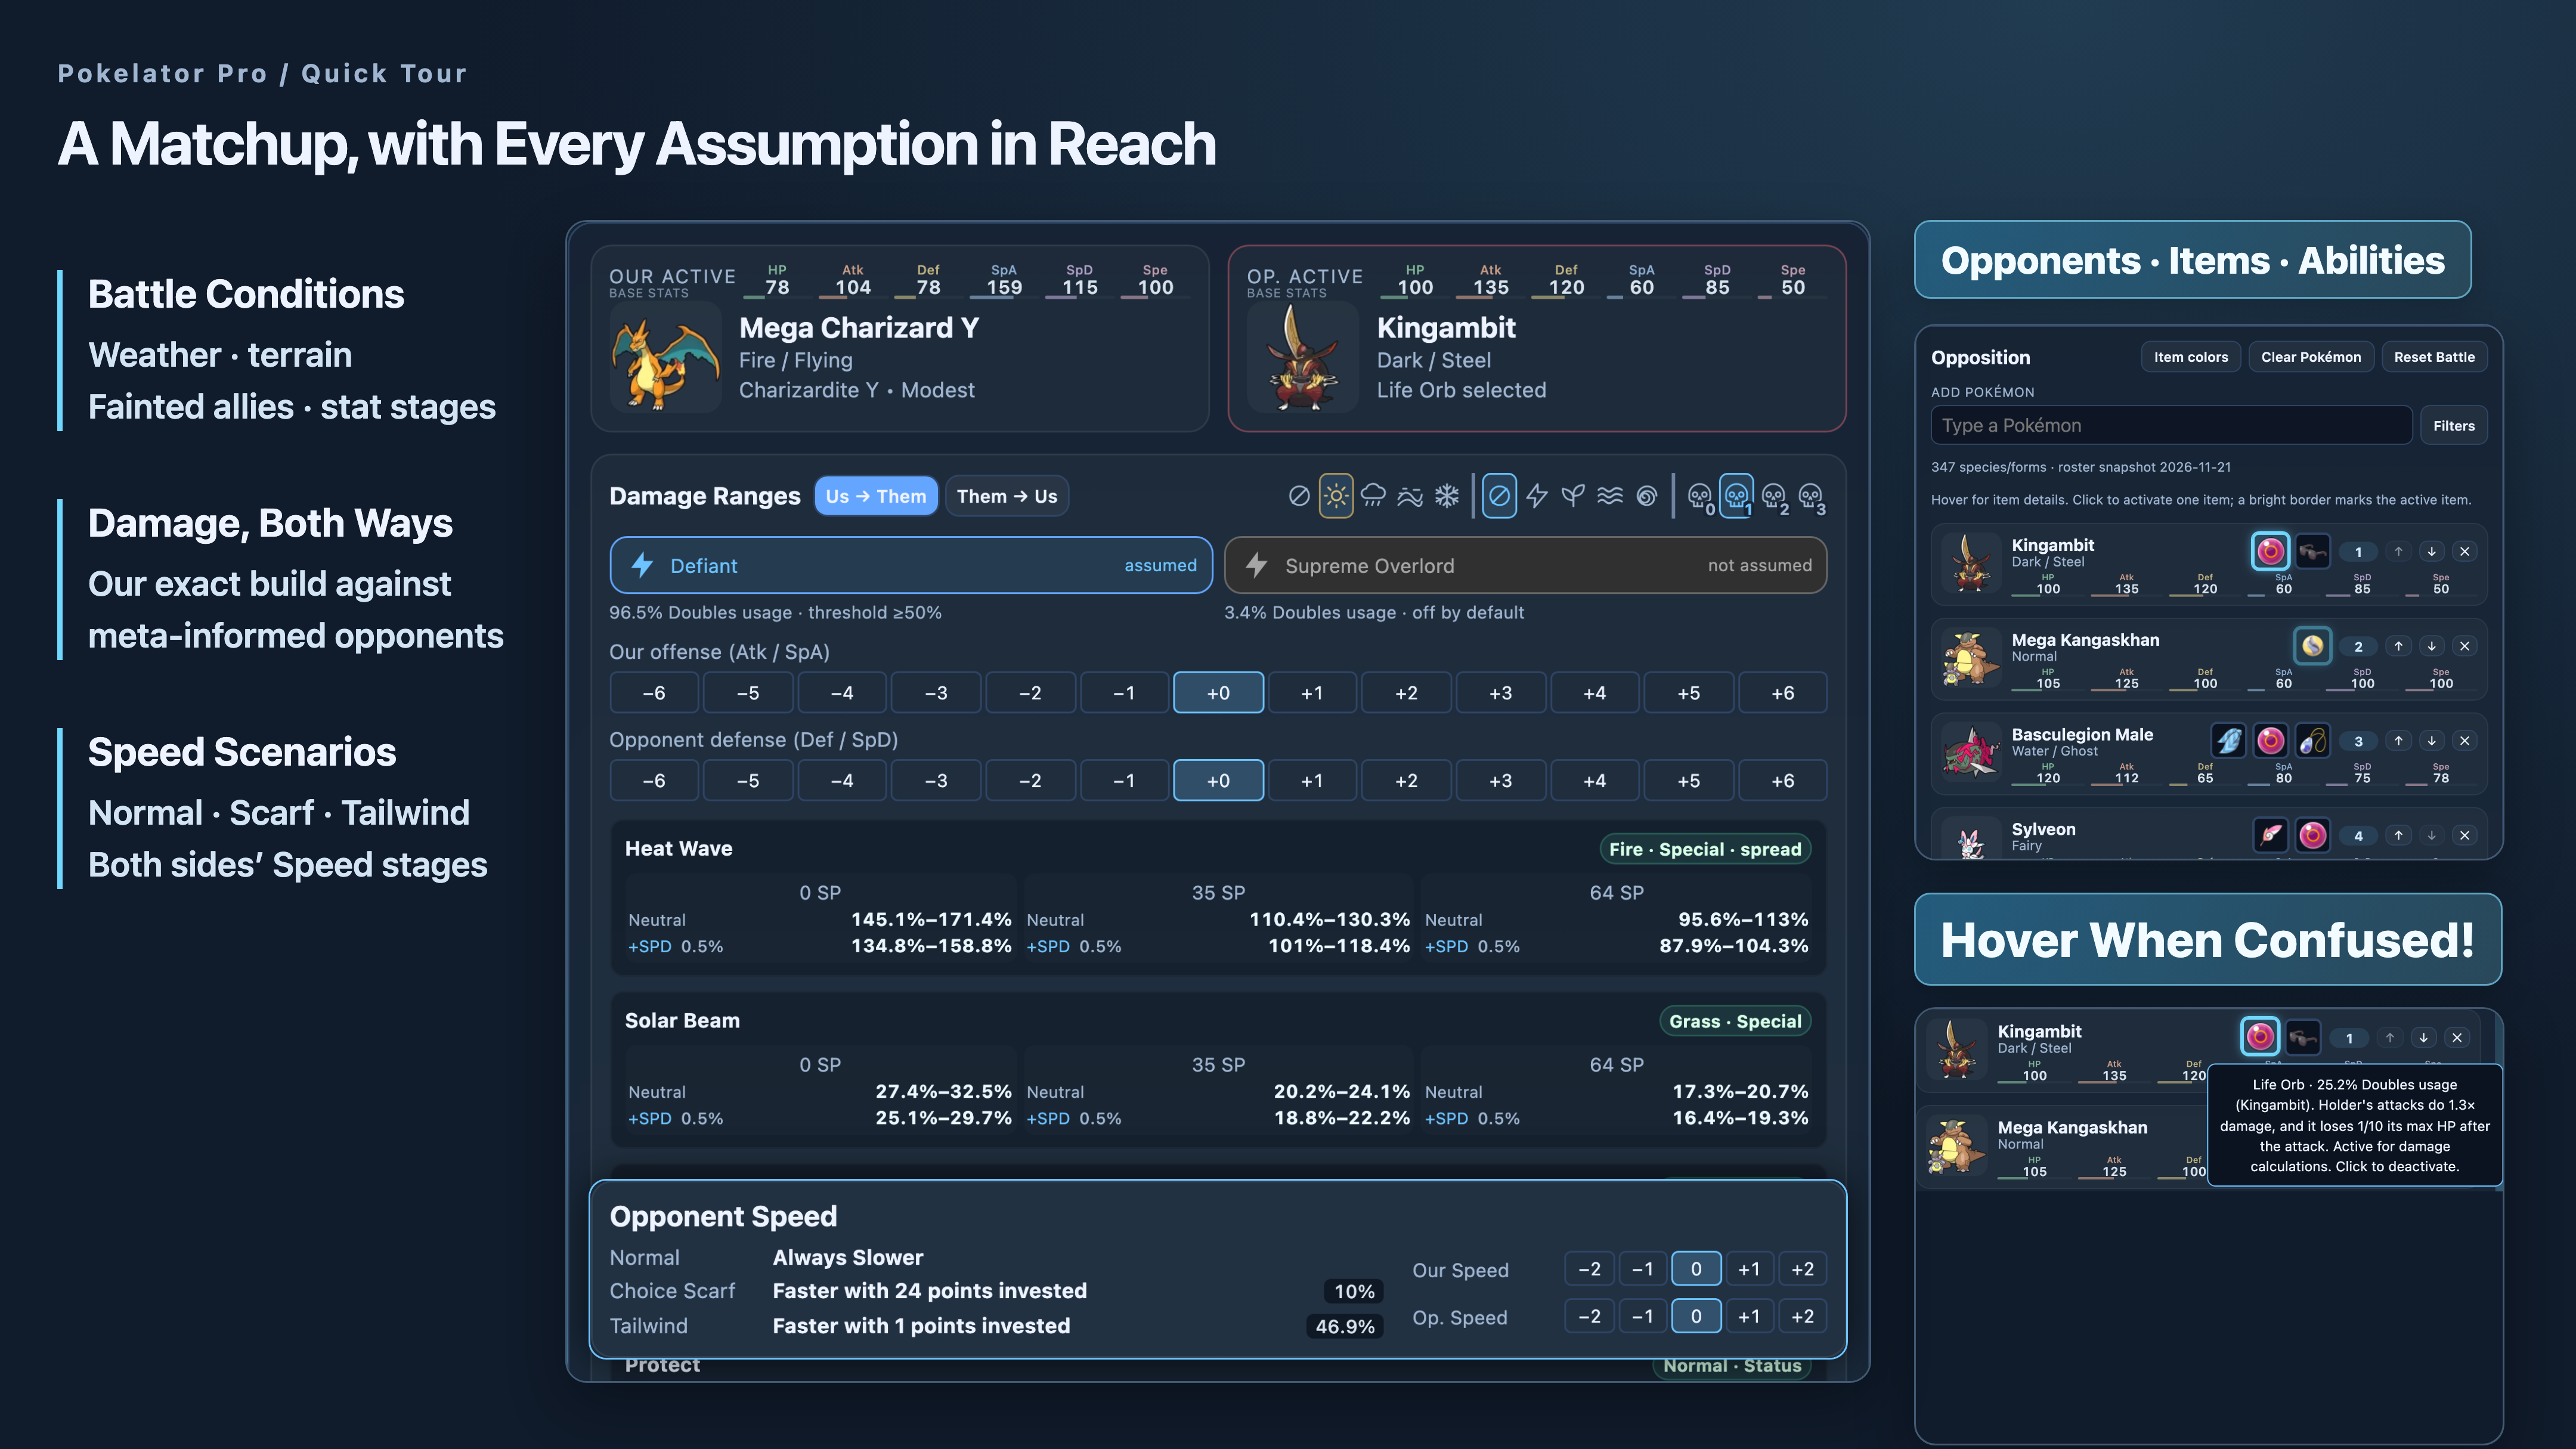 Pokelator Pro / Quick Tour
A Matchup, with Every Assumption in Reach
Battle Conditions
Weather · terrain
Fainted allies · stat stages
Damage, Both Ways
Our exact build against
meta-informed opponents
Speed Scenarios
Normal · Scarf · Tailwind
Both sides’ Speed stages
OUR ACTIVE
BASE STATS
HP Atk Def SpA SpD Spe
78 104 78 159 115 100
Mega Charizard Y
Fire / Flying
Charizardite Y • Modest
OP. ACTIVE
BASE STATS
HP Atk Def SpA SpD Spe
100 135 120 60 85 50
Kingambit
Dark / Steel
Life Orb selected
Damage Ranges Us → Them Them → Us 0 1 2 3
Defiant assumed
Supreme Overlord not assumed
96.5% Doubles usage · threshold ≥50%
3.4% Doubles usage · off by default
Our offense (Atk / SpA)
−6 −5 −4 −3 −2 −1 +0 +1 +2 +3 +4 +5 +6
Opponent defense (Def / SpD)
−6 −5 −4 −3 −2 −1 +0 +1 +2 +3 +4 +5 +6
Heat Wave Fire · Special · spread
0 SP 35 SP 64 SP
Neutral 145.1%–171.4% Neutral 110.4%–130.3% Neutral 95.6%–113%
+SPD 0.5% 134.8%–158.8% +SPD 0.5% 101%–118.4% +SPD 0.5% 87.9%–104.3%
Solar Beam Grass · Special
0 SP 35 SP 64 SP
Neutral 27.4%–32.5% Neutral 20.2%–24.1% Neutral 17.3%–20.7%
+SPD 0.5% 25.1%–29.7% +SPD 0.5% 18.8%–22.2% +SPD 0.5% 16.4%–19.3%
Opponent Speed
Normal Always Slower
Choice Scarf Faster with 24 points invested 10%
Tailwind Faster with 1 points invested 46.9%
Our Speed −2 −1 0 +1 +2
Op. Speed −2 −1 0 +1 +2
Protect Normal · Status
Opponents · Items · Abilities
Opposition Item colors Clear Pokémon Reset Battle
ADD POKÉMON
Type a Pokémon Filters
347 species/forms · roster snapshot 2026-11-21
Hover for item details. Click to activate one item; a bright border marks the active item.
Kingambit 1 ↑ ↓ ×
Dark / Steel
HP Atk Def SpA SpD Spe
100 135 120 60 85 50
Mega Kangaskhan 2 ↑ ↓ ×
Normal
HP Atk Def SpA SpD Spe
105 125 100 60 100 100
Basculegion Male 3 ↑ ↓ ×
Water / Ghost
HP Atk Def SpA SpD Spe
120 112 65 80 75 78
Sylveon 4 ↑ ↓ ×
Fairy
Hover When Confused!
Kingambit 1 ↑ ↓ ×
Dark / Steel
HP Atk Def
100 135 120
Mega Kangaskhan
Normal
HP Atk Def
105 125 100
Life Orb · 25.2% Doubles usage
(Kingambit). Holder's attacks do 1.3×
damage, and it loses 1/10 its max HP after
the attack. Active for damage
calculations. Click to deactivate.